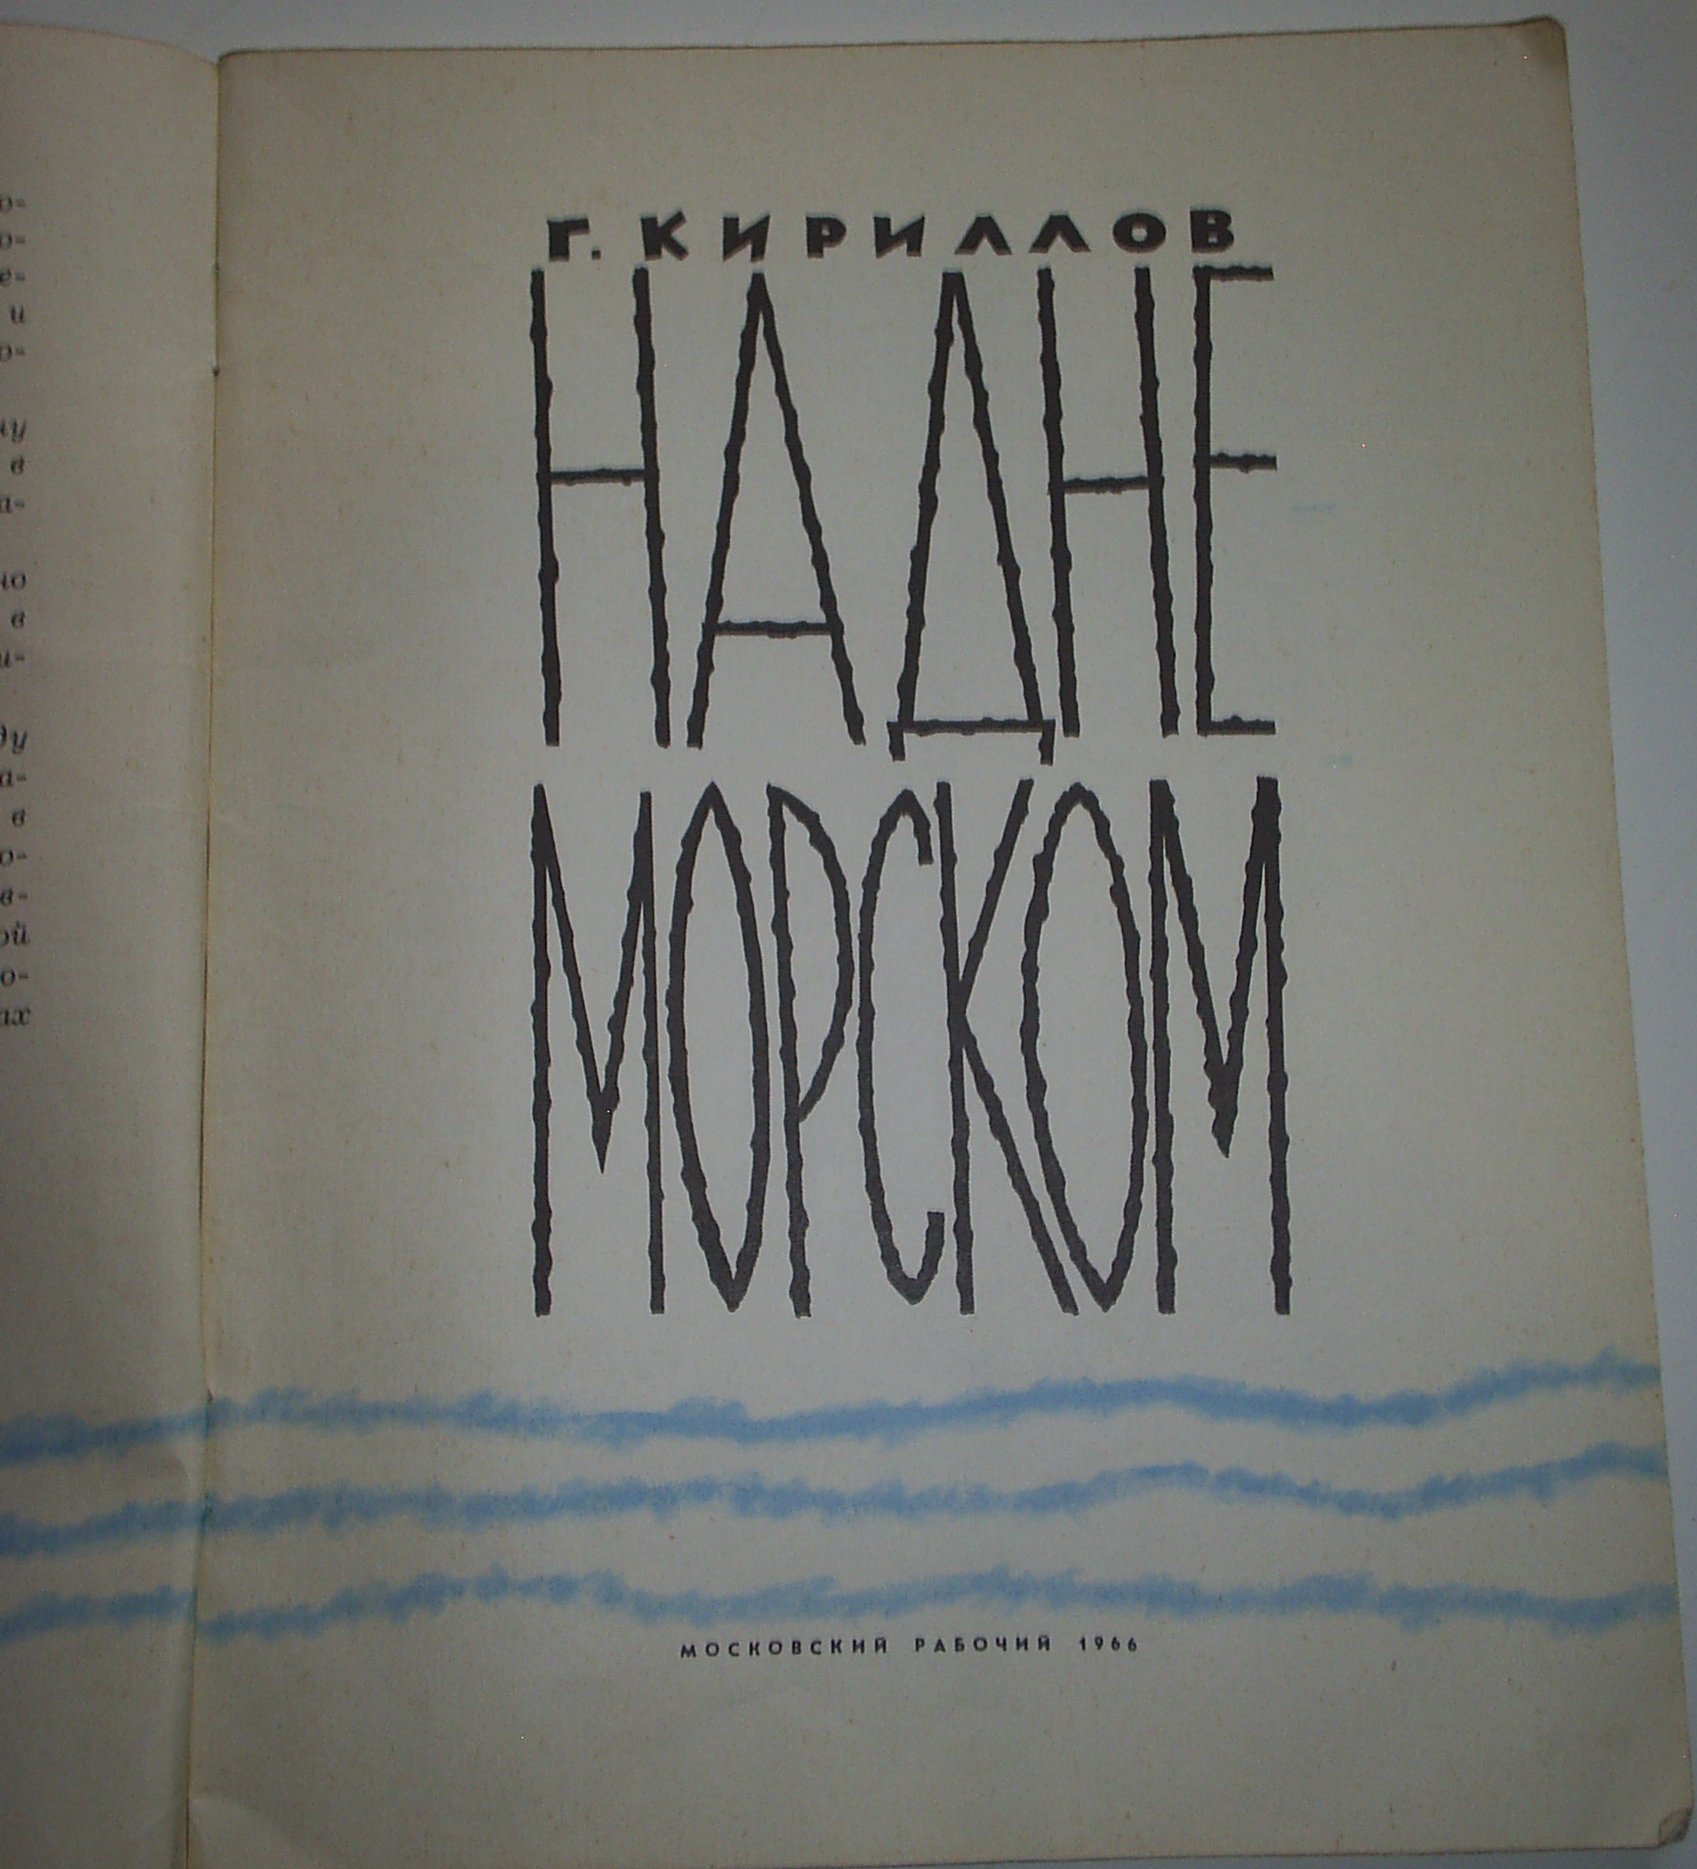 Г. КИРИЛЛОВ
НА ДНЕ
МОРСКОМ
МОСКОВСКИЙ РАБОЧИЙ 1966